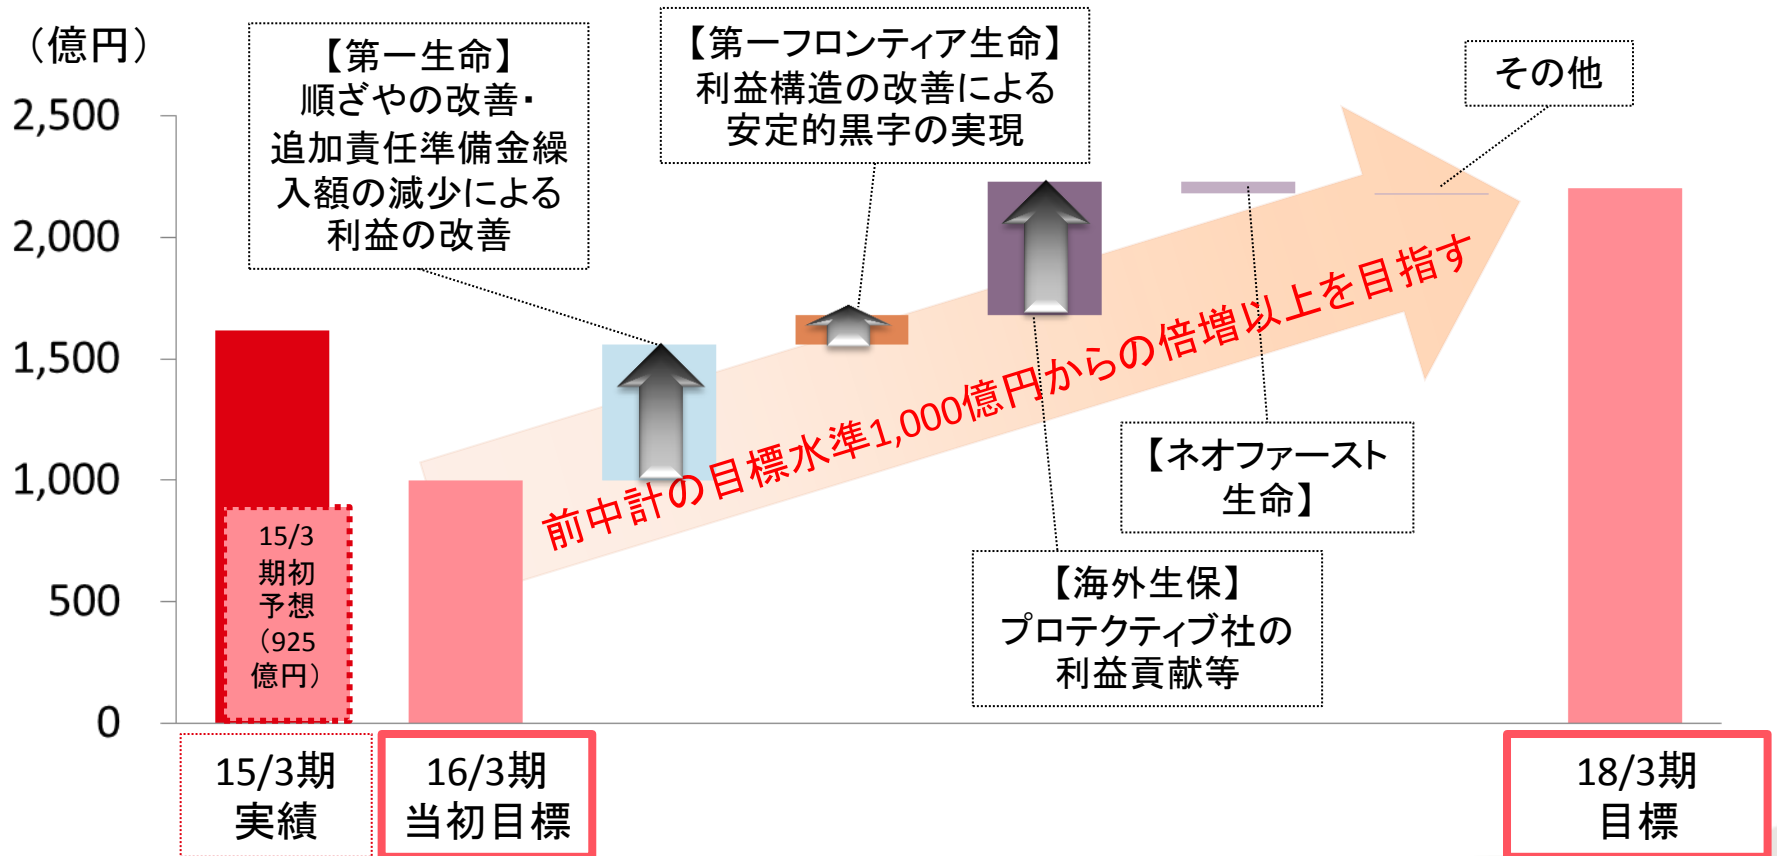 （億円）
2,500
2,000
1,500
1,000
500
0
【第一生命】
順ざやの改善・
追加責任準備金繰
入額の減少による
利益の改善
【第一フロンティア生命】
利益構造の改善による
安定的黒字の実現
その他
前中計の目標水準1,000億円からの倍増以上を目指す
【ネオファースト
生命】
【海外生保】
プロテクティブ社の
利益貢献等
15/3
期初
予想
（925
億円）
15/3期
実績
16/3期
当初目標
18/3期
目標